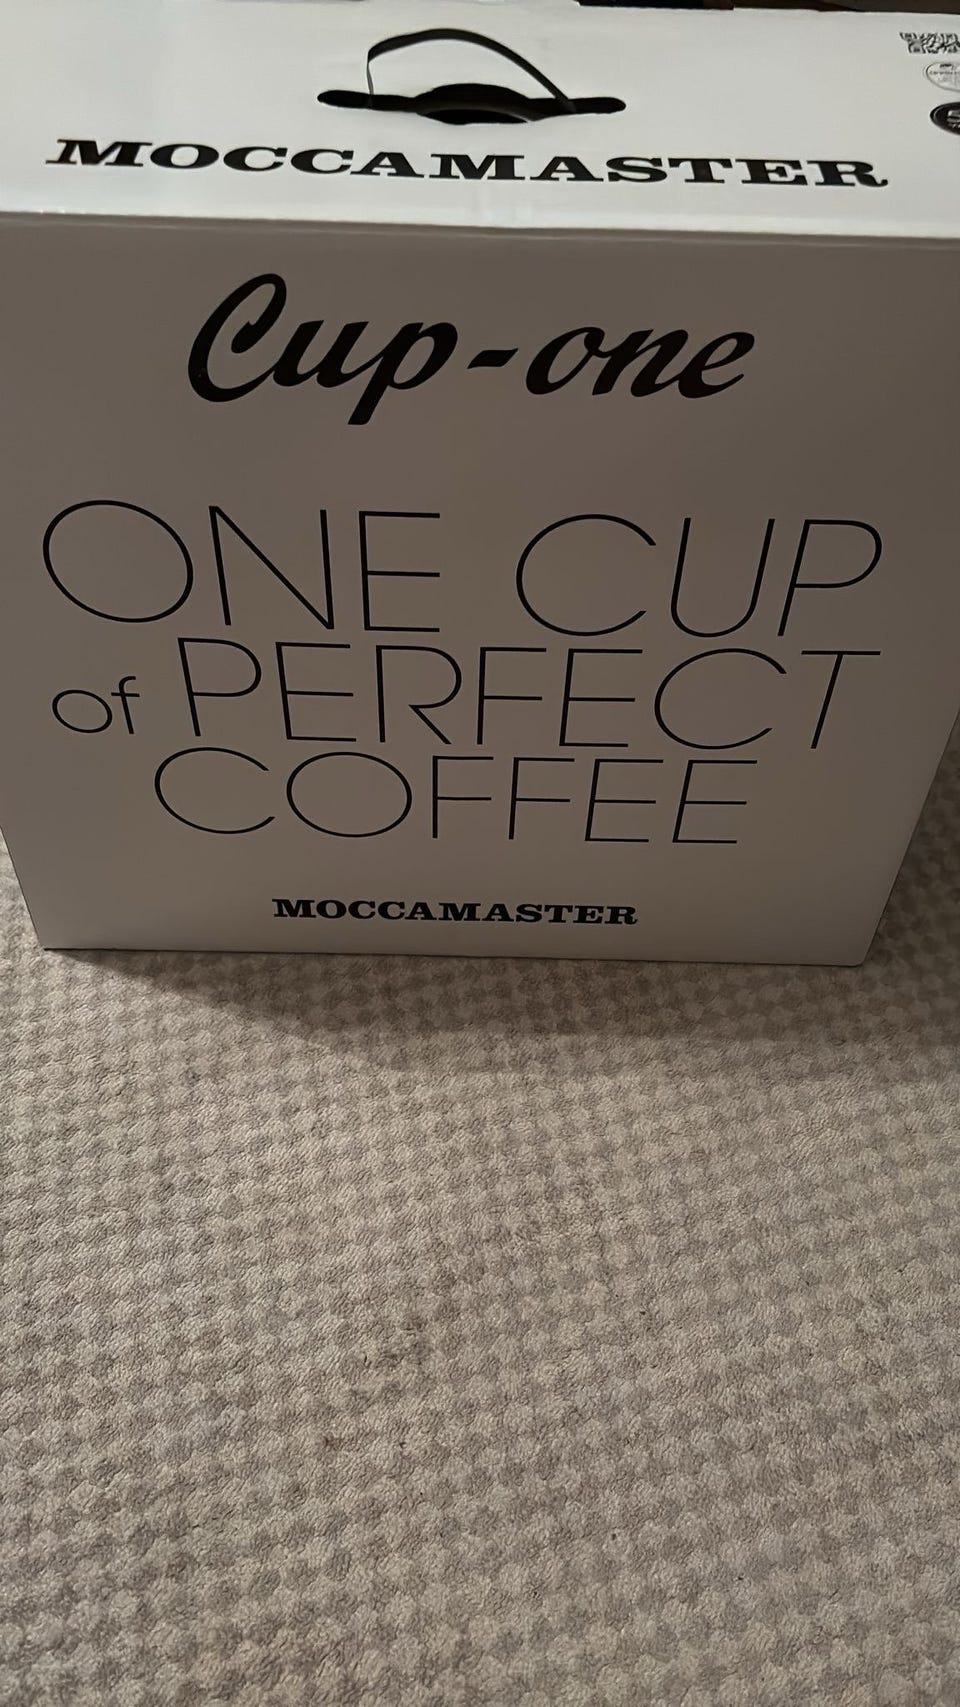 MOCCAMASTER
Cup-one
ONE CUP
of PERFECT
COFFEE
MOCCAMASTER